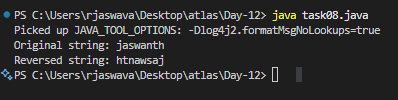 PS C:\Users\rjaswava\Desktop\atlas\Day-12> java task08.java
Picked up JAVA_TOOL_OPTIONS: -Dlog4j2.formatMsgNoLookups=true
Original string: jaswanth
Reversed string: htnawsaj
PS C:\Users\rjaswava\Desktop\atlas\Day-12>